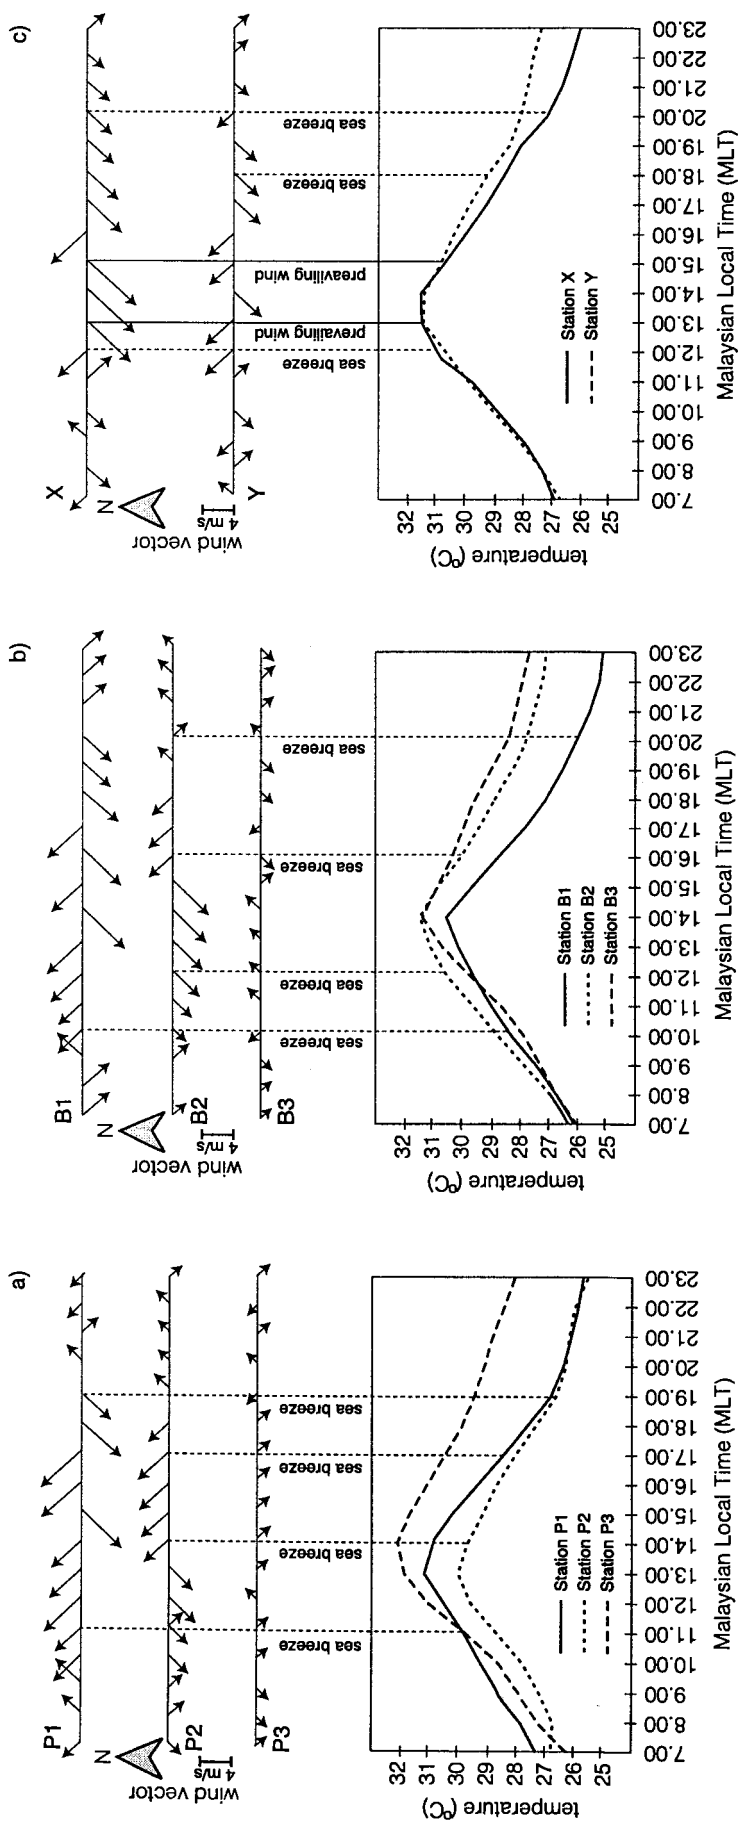 a)
wind vector
N
4 m/s
P1
P2
P3
sea breeze
sea breeze
sea breeze
sea breeze
temperature (°C)
32
31
30
29
28
27
26
25
Station P1
Station P2
Station P3
7.00 8.00 9.00 10.00 11.00 12.00 13.00 14.00 15.00 16.00 17.00 18.00 19.00 20.00 21.00 22.00 23.00
Malaysian Local Time (MLT)
b)
wind vector
N
4 m/s
B1
B2
B3
sea breeze
sea breeze
sea breeze
sea breeze
temperature (°C)
32
31
30
29
28
27
26
25
Station B1
Station B2
Station B3
7.00 8.00 9.00 10.00 11.00 12.00 13.00 14.00 15.00 16.00 17.00 18.00 19.00 20.00 21.00 22.00 23.00
Malaysian Local Time (MLT)
c)
wind vector
N
4 m/s
X
Y
sea breeze
prevailing wind
preaviling wind
sea breeze
sea breeze
temperature (°C)
32
31
30
29
28
27
26
Station X
Station Y
7.00 8.00 9.00 10.00 11.00 12.00 13.00 14.00 15.00 16.00 17.00 18.00 19.00 20.00 21.00 22.00 23.00
Malaysian Local Time (MLT)